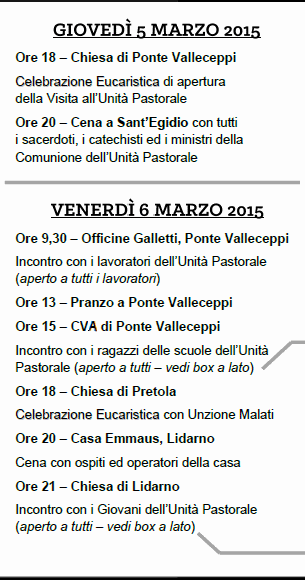 GIOVEDÌ 5 MARZO 2015
Ore 18 – Chiesa di Ponte Valleceppi
Celebrazione Eucaristica di apertura
della Visita all'Unità Pastorale
Ore 20 – Cena a Sant'Egidio con tutti
i sacerdoti, i catechisti ed i ministri della
Comunione dell'Unità Pastorale
VENERDÌ 6 MARZO 2015
Ore 9,30 – Officine Galletti, Ponte Valleceppi
Incontro con i lavoratori dell'Unità Pastorale
(aperto a tutti i lavoratori)
Ore 13 – Pranzo a Ponte Valleceppi
Ore 15 – CVA di Ponte Valleceppi
Incontro con i ragazzi delle scuole dell'Unità
Pastorale (aperto a tutti – vedi box a lato)
Ore 18 – Chiesa di Pretola
Celebrazione Eucaristica con Unzione Malati
Ore 20 – Casa Emmaus, Lidarno
Cena con ospiti ed operatori della casa
Ore 21 – Chiesa di Lidarno
Incontro con i Giovani dell'Unità Pastorale
(aperto a tutti – vedi box a lato)